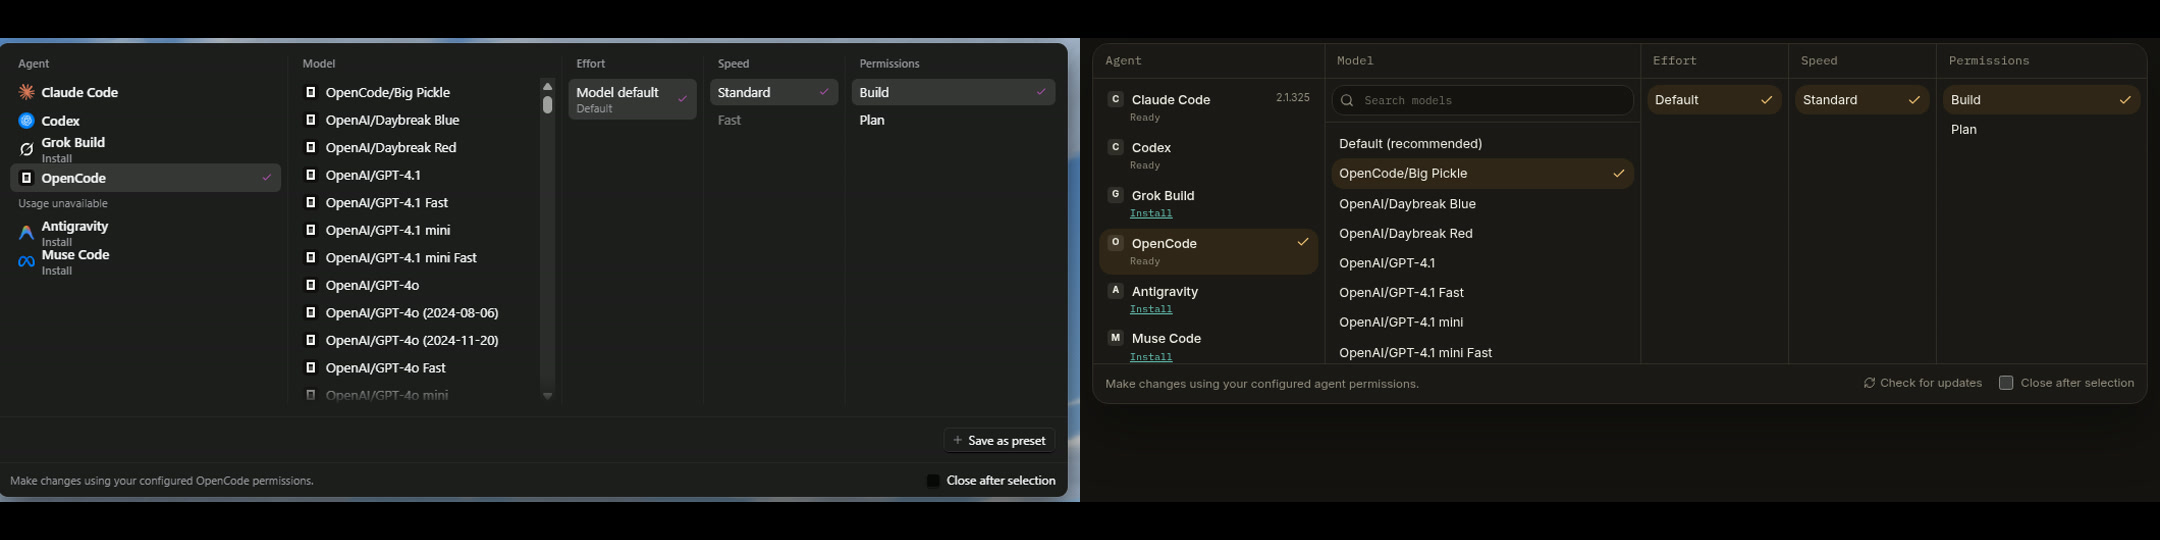 Agent
Claude Code
Codex
Grok Build
Install
OpenCode
Usage unavailable
Antigravity
Install
Muse Code
Install
Model
OpenCode/Big Pickle
OpenAI/Daybreak Blue
OpenAI/Daybreak Red
OpenAI/GPT-4.1
OpenAI/GPT-4.1 Fast
OpenAI/GPT-4.1 mini
OpenAI/GPT-4.1 mini Fast
OpenAI/GPT-4o
OpenAI/GPT-4o (2024-08-06)
OpenAI/GPT-4o (2024-11-20)
OpenAI/GPT-4o Fast
OpenAI/GPT-4o mini
Effort
Model default
Default
Speed
Standard
Fast
Permissions
Build
Plan
+ Save as preset
Make changes using your configured OpenCode permissions.
Close after selection
Agent
C Claude Code 2.1.325
Ready
C Codex
Ready
G Grok Build
Install
O OpenCode
Ready
A Antigravity
Install
M Muse Code
Install
Model
Search models
Default (recommended)
OpenCode/Big Pickle
OpenAI/Daybreak Blue
OpenAI/Daybreak Red
OpenAI/GPT-4.1
OpenAI/GPT-4.1 Fast
OpenAI/GPT-4.1 mini
OpenAI/GPT-4.1 mini Fast
Effort
Default
Speed
Standard
Permissions
Build
Plan
Make changes using your configured agent permissions.
Check for updates
Close after selection